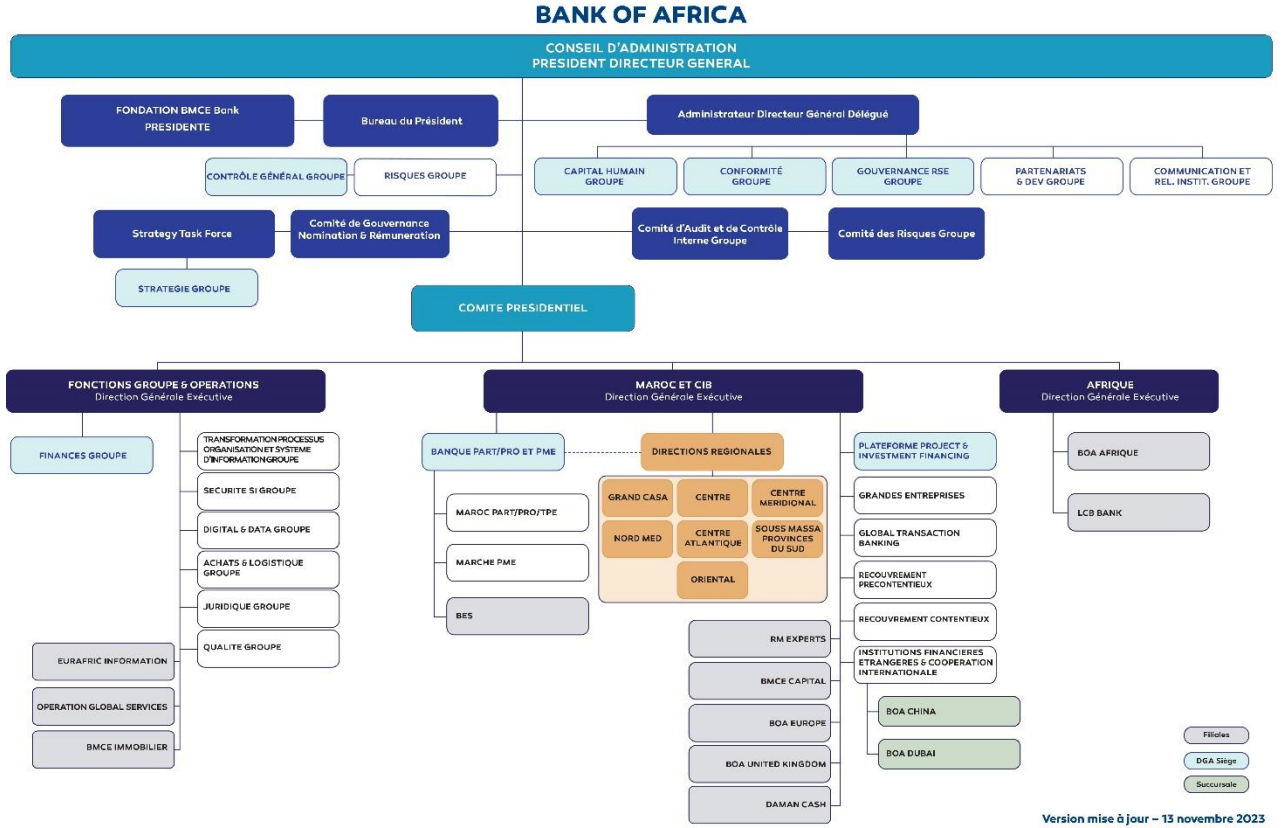 BANK OF AFRICA
CONSEIL D'ADMINISTRATION
PRESIDENT DIRECTEUR GENERAL
FONDATION BMCE Bank
PRESIDENTE
Bureau du Président
Administrateur Directeur Général Délégué
CONTRÔLE GÉNÉRAL GROUPE
RISQUES GROUPE
CAPITAL HUMAIN
GROUPE
CONFORMITÉ
GROUPE
GOUVERNANCE RSE
GROUPE
PARTENARIATS
& DEV GROUPE
COMMUNICATION ET
REL. INSTIT. GROUPE
Strategy Task Force
Comité de Gouvernance
Nomination & Rémuneration
Comité d'Audit et de Contrôle
Interne Groupe
Comité des Risques Groupe
STRATEGIE GROUPE
COMITE PRESIDENTIEL
FONCTIONS GROUPE & OPERATIONS
Direction Générale Exécutive
MAROC ET CIB
Direction Générale Exécutive
AFRIQUE
Direction Générale Exécutive
FINANCES GROUPE
TRANSFORMATION PROCESSUS
ORGANISATION ET SYSTEME
D'INFORMATION GROUPE
SECURITE SI GROUPE
DIGITAL & DATA GROUPE
ACHATS & LOGISTIQUE
GROUPE
JURIDIQUE GROUPE
QUALITE GROUPE
EURAFRIC INFORMATION
OPERATION GLOBAL SERVICES
BMCE IMMOBILIER
BANQUE PART/PRO ET PME
MAROC PART/PRO/TPE
MARCHE PME
BES
DIRECTIONS REGIONALES
GRAND CASA
CENTRE
CENTRE
MERIDIONAL
NORD MED
CENTRE
ATLANTIQUE
SOUSS MASSA
PROVINCES
DU SUD
ORIENTAL
RM EXPERTS
BMCE CAPITAL
BOA EUROPE
BOA UNITED KINGDOM
DAMAN CASH
PLATEFORME PROJECT &
INVESTMENT FINANCING
GRANDES ENTREPRISES
GLOBAL TRANSACTION
BANKING
RECOUVREMENT
PRECONTENTIEUX
RECOUVREMENT CONTENTIEUX
INSTITUTIONS FINANCIERES
ETRANGERES & COOPERATION
INTERNATIONALE
BOA CHINA
BOA DUBAI
BOA AFRIQUE
LCB BANK
Filiales
DGA Siège
Succursale
Version mise à jour – 13 novembre 2023